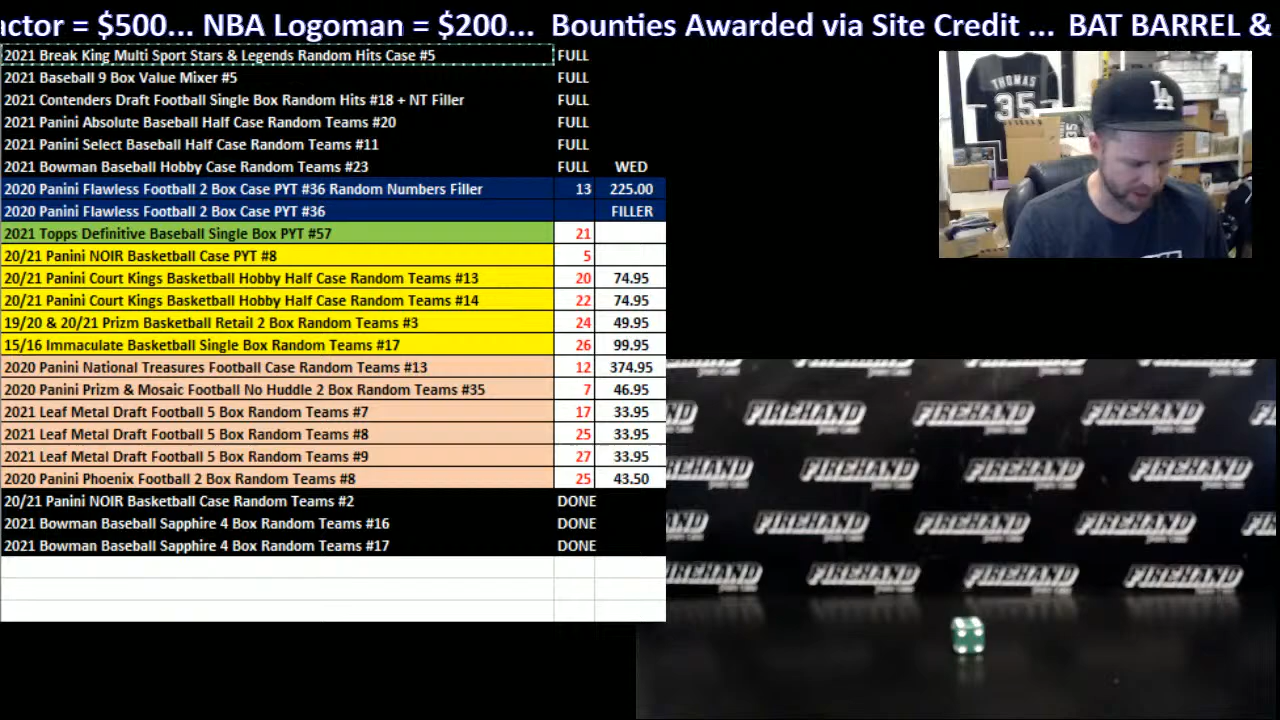 actor = $500... NBA Logoman = $200...  Bounties Awarded via Site Credit ...  BAT BARREL &
2021 Break King Multi Sport Stars & Legends Random Hits Case #5 FULL
2021 Baseball 9 Box Value Mixer #5 FULL
2021 Contenders Draft Football Single Box Random Hits #18 + NT Filler FULL
2021 Panini Absolute Baseball Half Case Random Teams #20 FULL
2021 Panini Select Baseball Half Case Random Teams #11 FULL
2021 Bowman Baseball Hobby Case Random Teams #23 FULL WED
2020 Panini Flawless Football 2 Box Case PYT #36 Random Numbers Filler 13 225.00
2020 Panini Flawless Football 2 Box Case PYT #36 FILLER
2021 Topps Definitive Baseball Single Box PYT #57 21
20/21 Panini NOIR Basketball Case PYT #8 5
20/21 Panini Court Kings Basketball Hobby Half Case Random Teams #13 20 74.95
20/21 Panini Court Kings Basketball Hobby Half Case Random Teams #14 22 74.95
19/20 & 20/21 Prizm Basketball Retail 2 Box Random Teams #3 24 49.95
15/16 Immaculate Basketball Single Box Random Teams #17 26 99.95
2020 Panini National Treasures Football Case Random Teams #13 12 374.95
2020 Panini Prizm & Mosaic Football No Huddle 2 Box Random Teams #35 7 46.95
2021 Leaf Metal Draft Football 5 Box Random Teams #7 17 33.95
2021 Leaf Metal Draft Football 5 Box Random Teams #8 25 33.95
2021 Leaf Metal Draft Football 5 Box Random Teams #9 27 33.95
2020 Panini Phoenix Football 2 Box Random Teams #8 25 43.50
20/21 Panini NOIR Basketball Case Random Teams #2 DONE
2021 Bowman Baseball Sapphire 4 Box Random Teams #16 DONE
2021 Bowman Baseball Sapphire 4 Box Random Teams #17 DONE
THOMAS
35
35
LA
FIREHAND FIREHAND FIREHAND
FIREHAND FIREHAND FIREHAND
FIREHAND FIREHAND FIREHAND
FIREHAND FIREHAND FIREHAND